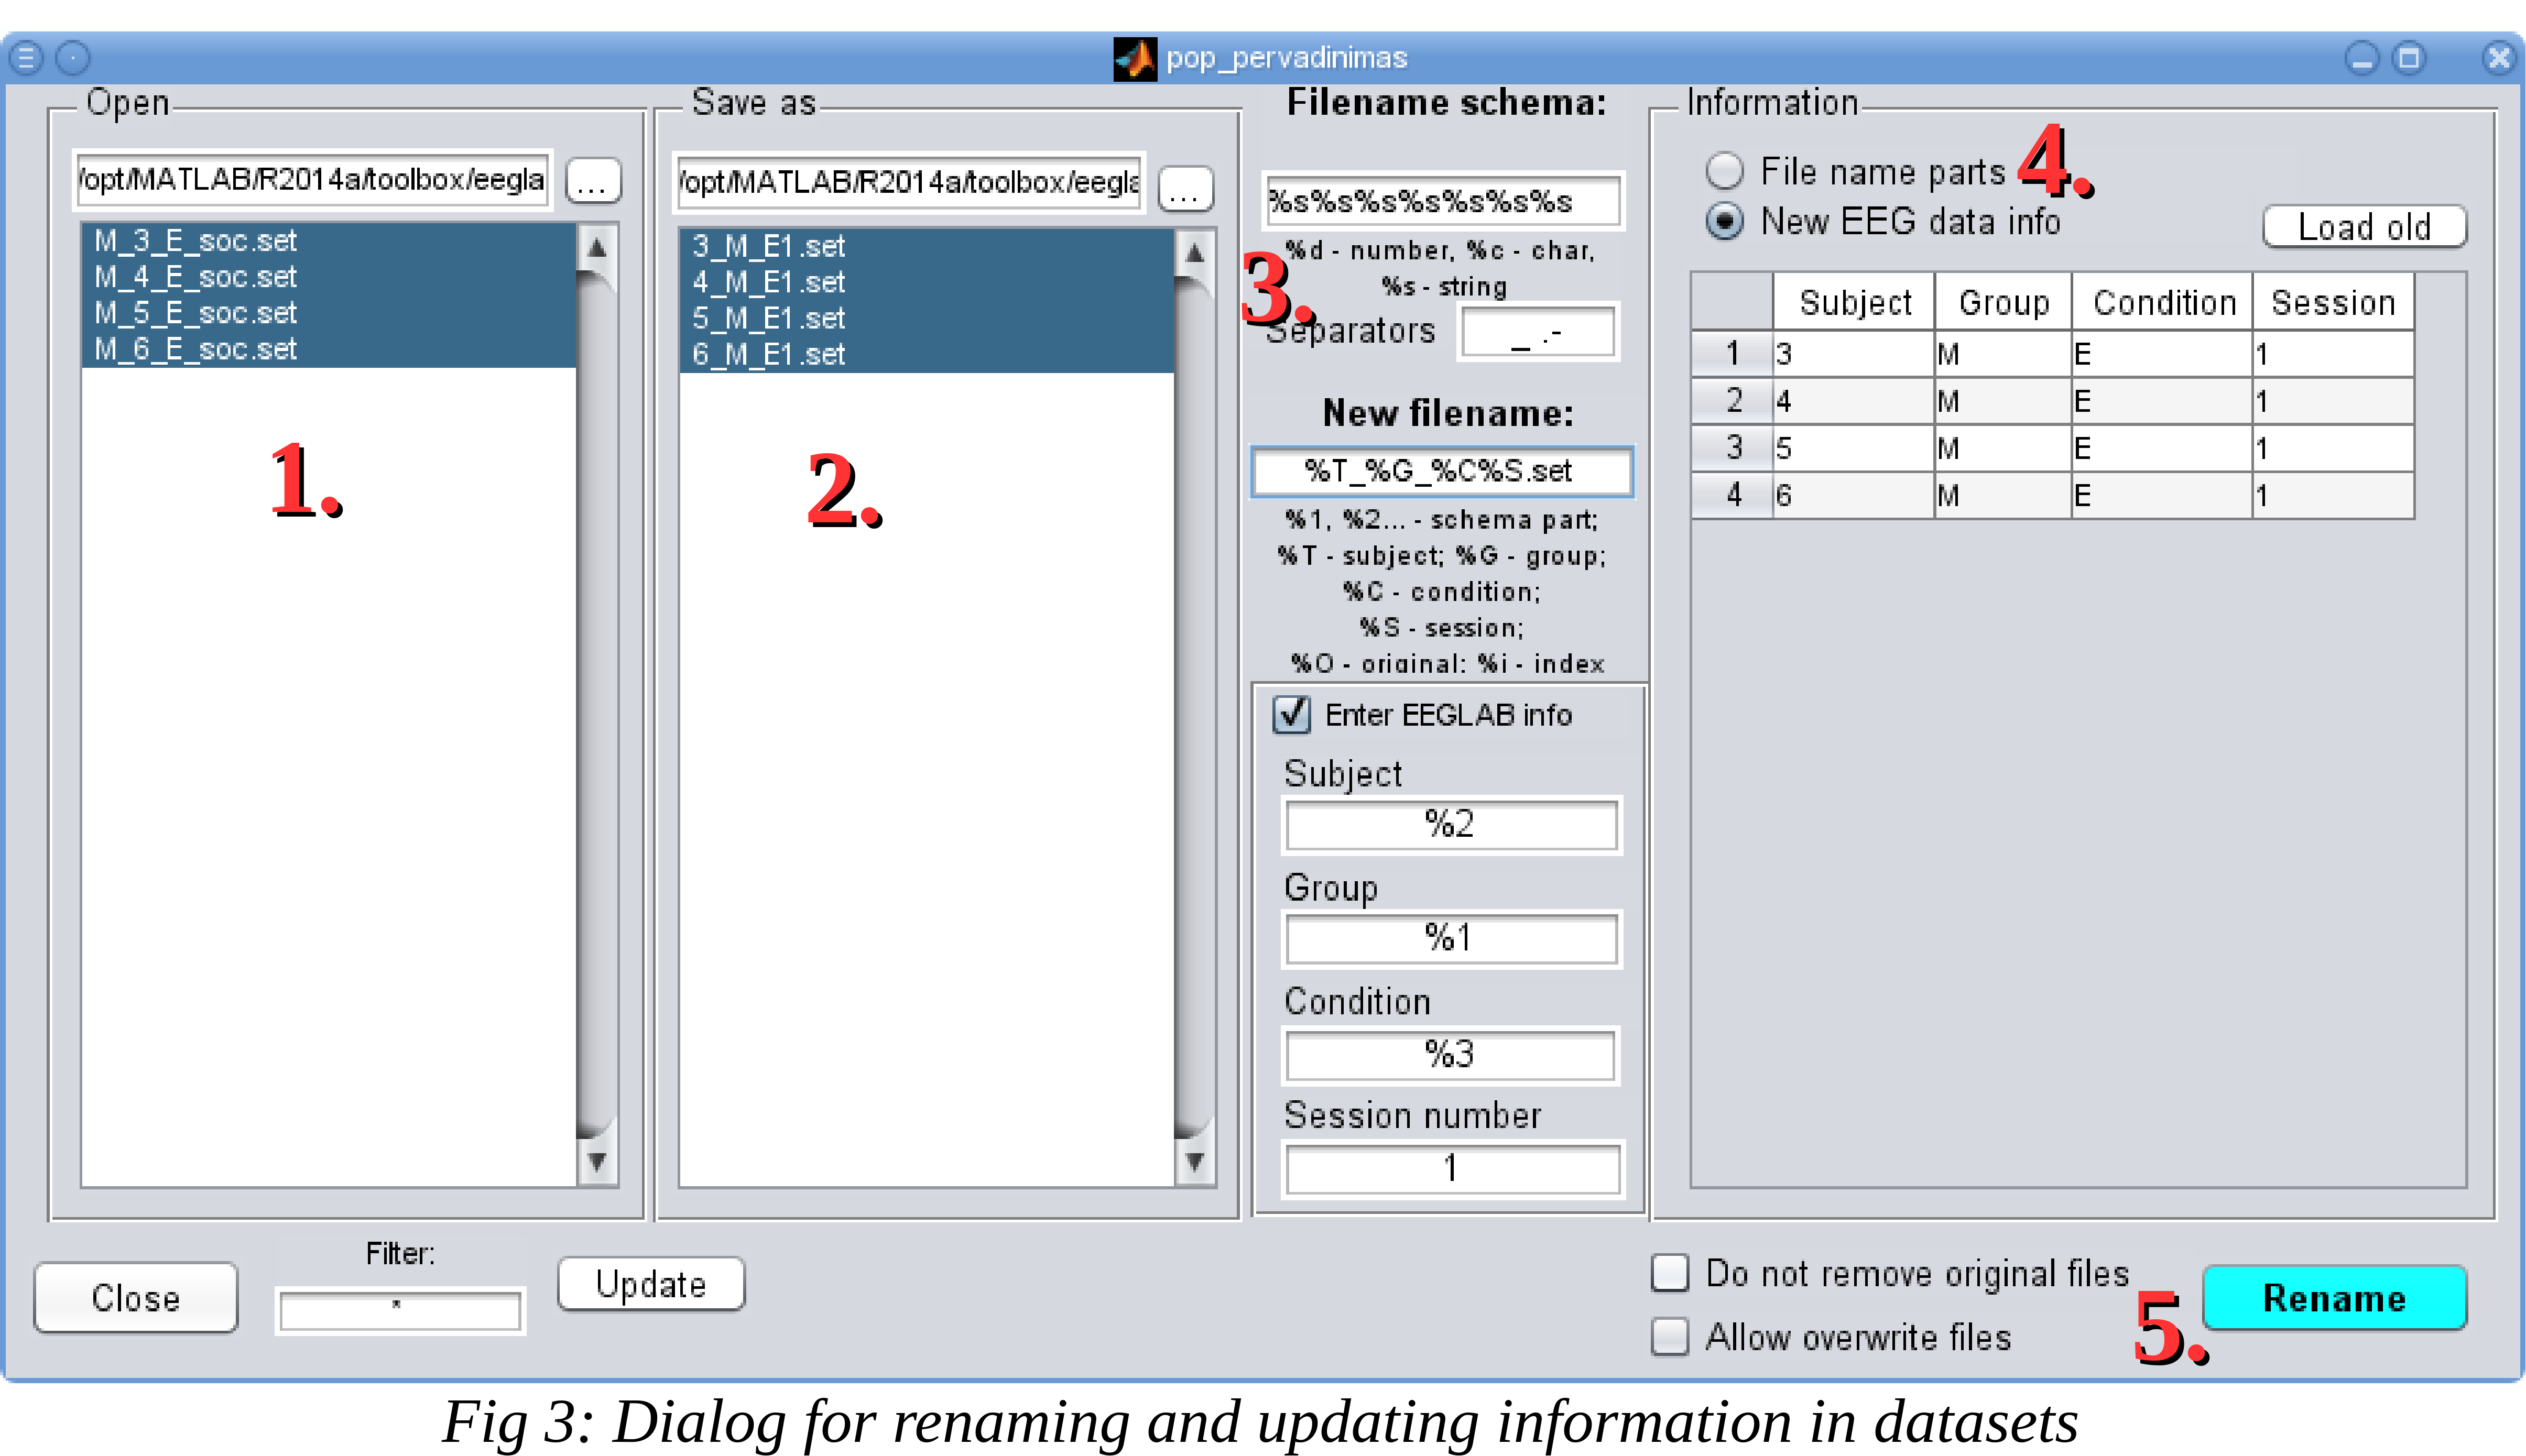 pop_pervadinimas
Open
/opt/MATLAB/R2014a/toolbox/eegla
...
M_3_E_soc.set
M_4_E_soc.set
M_5_E_soc.set
M_6_E_soc.set
1.
Save as
/opt/MATLAB/R2014a/toolbox/eegla
...
3_M_E1.set
4_M_E1.set
5_M_E1.set
6_M_E1.set
2.
Filename schema:
%s%s%s%s%s%s%s
%d - number, %c - char,
%s - string
3.
Separators _ .-
New filename:
%T_%G_%C%S.set
%1, %2... - schema part;
%T - subject; %G - group;
%C - condition;
%S - session;
%O - original; %i - index
Enter EEGLAB info
Subject
%2
Group
%1
Condition
%3
Session number
1
Information
File name parts
4.
New EEG data info
Load old
Subject Group Condition Session
1 3 M E 1
2 4 M E 1
3 5 M E 1
4 6 M E 1
Close
Filter:
*
Update
Do not remove original files
Allow overwrite files
5.
Rename
Fig 3: Dialog for renaming and updating information in datasets